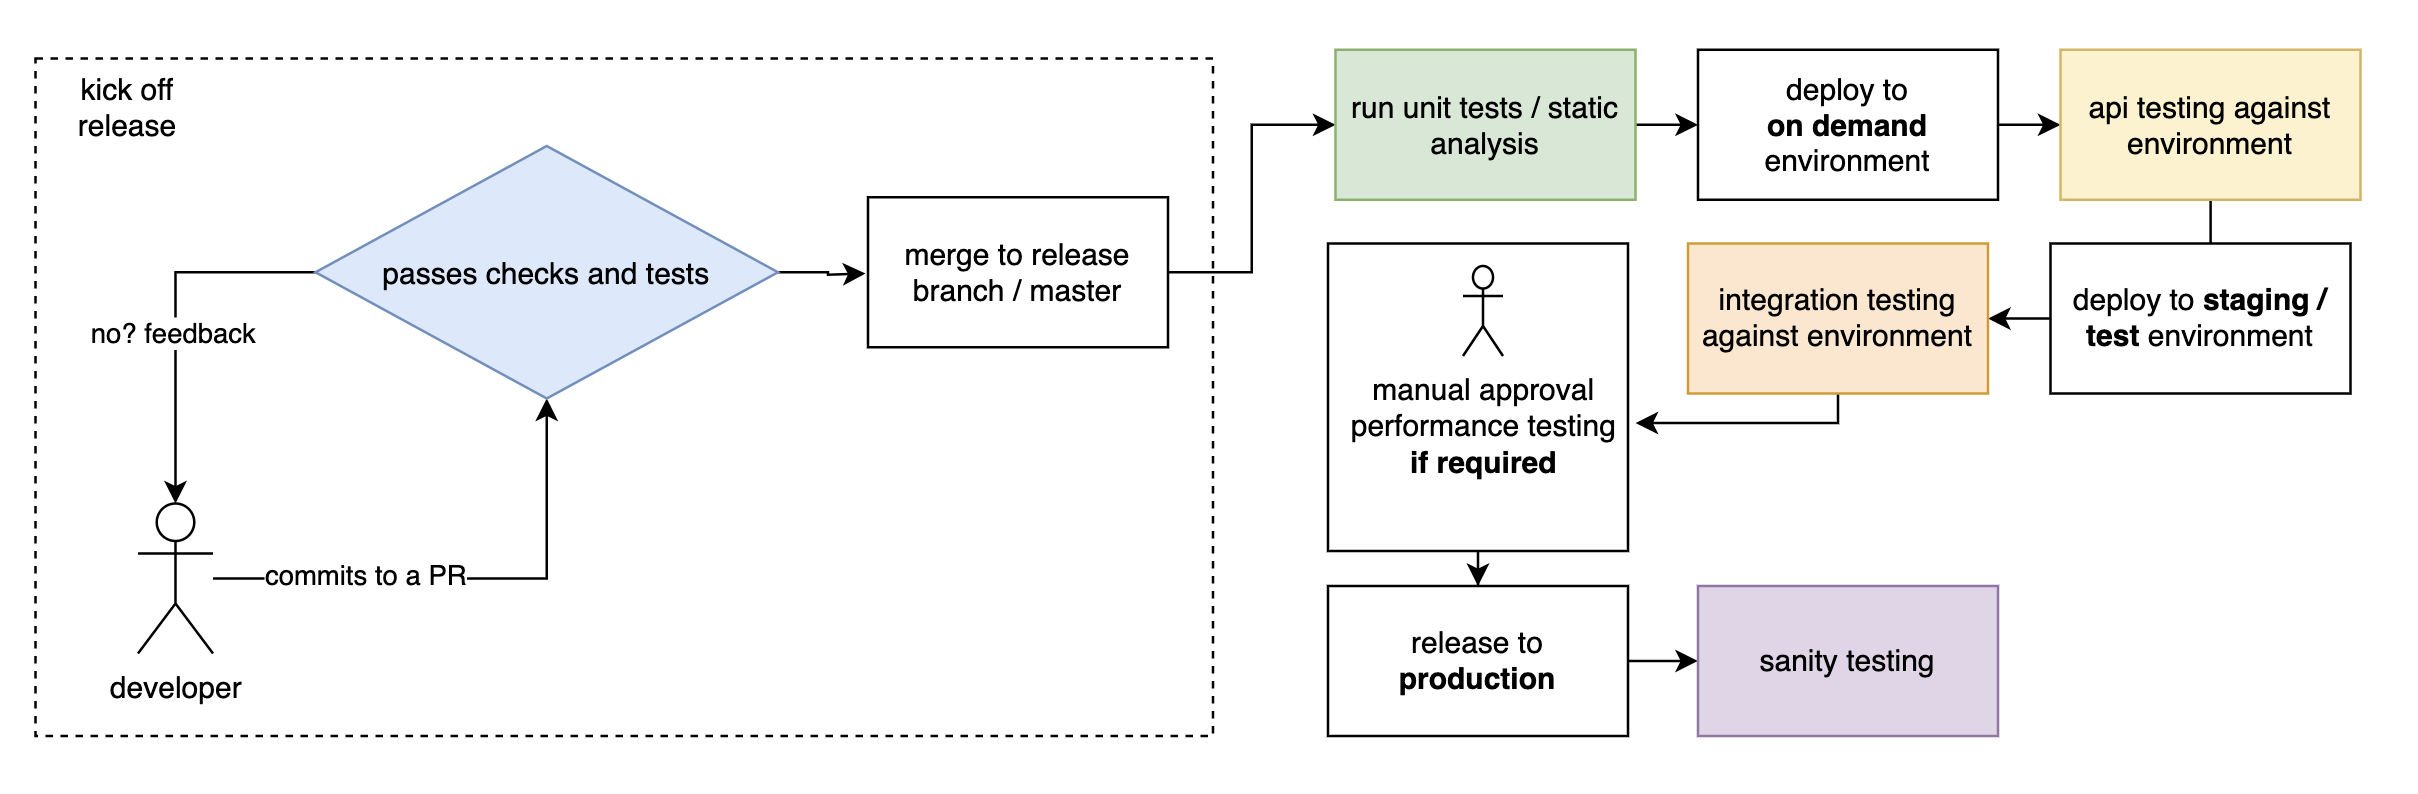 kick off
release
passes checks and tests
no? feedback
commits to a PR
developer
merge to release
branch / master
run unit tests / static
analysis
deploy to
on demand
environment
api testing against
environment
deploy to staging /
test environment
integration testing
against environment
manual approval
performance testing
if required
release to
production
sanity testing